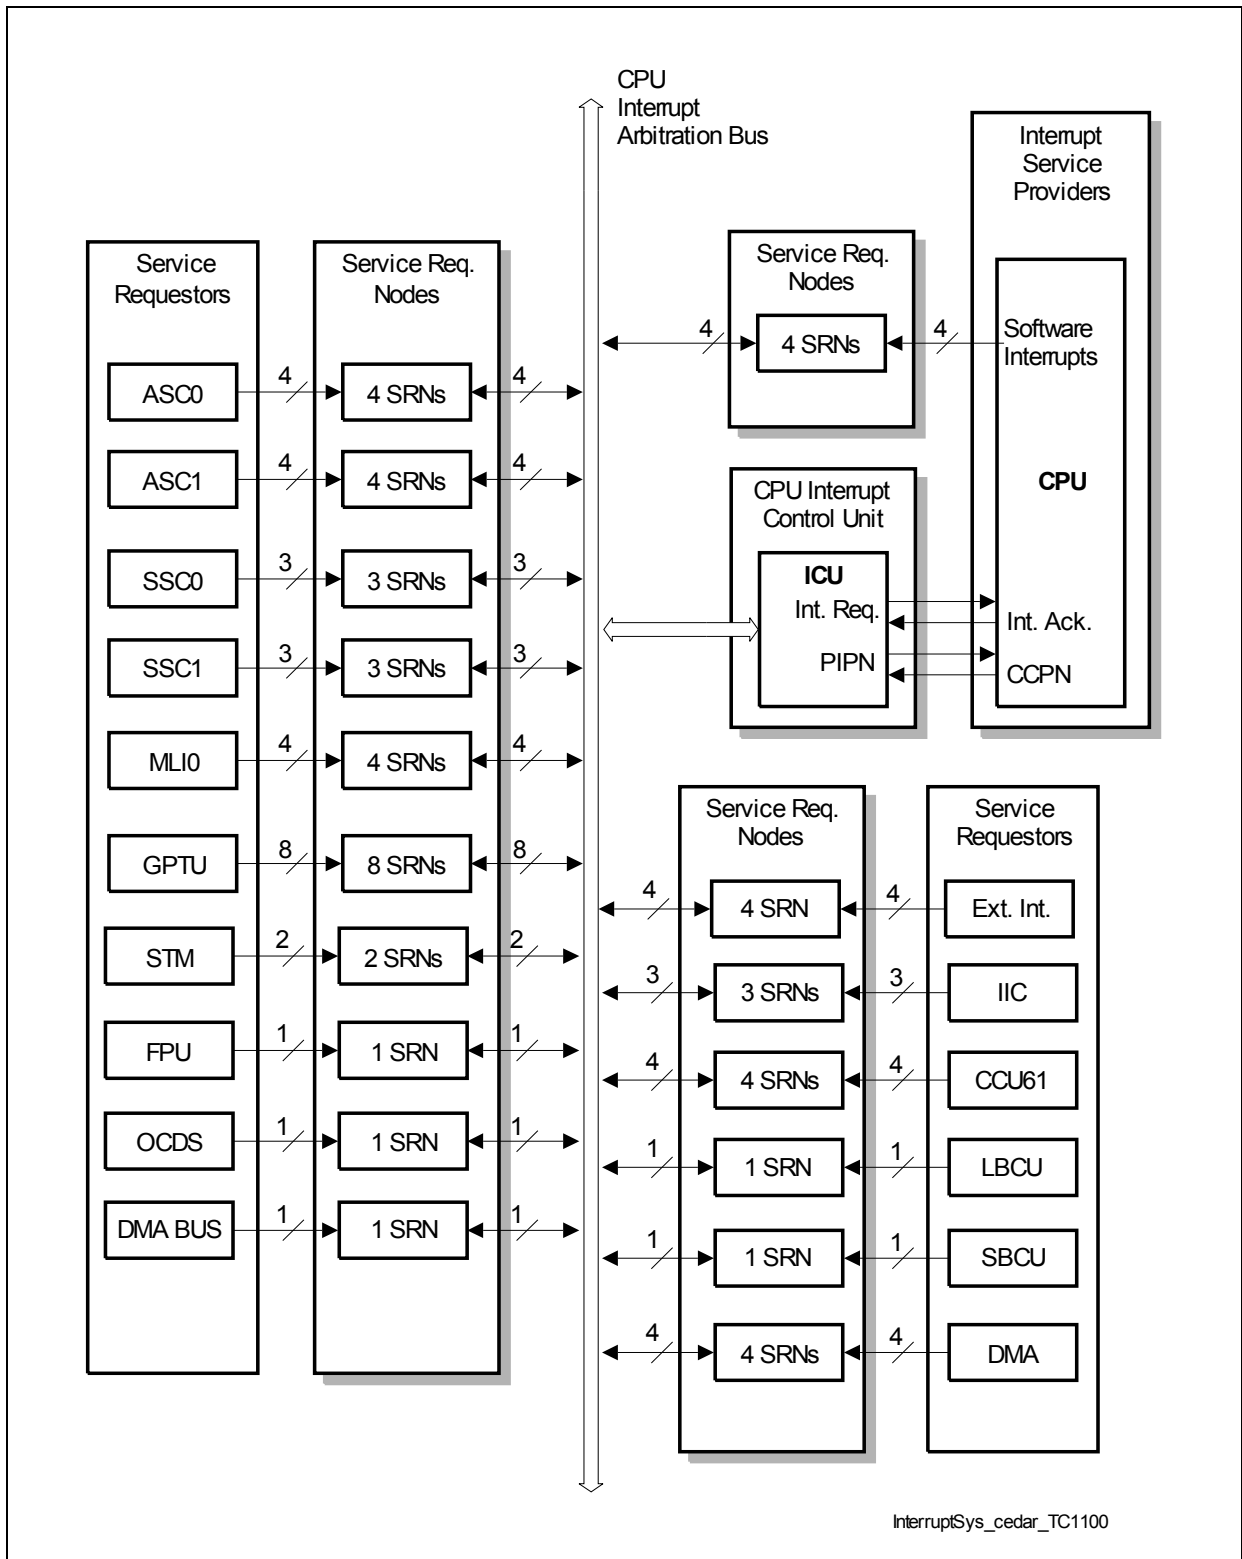 CPU
Interrupt
Arbitration Bus
Interrupt
Service
Providers
Service Req.
Nodes
4
4 SRNs
4
Software
Interrupts
CPU
CPU Interrupt
Control Unit
ICU
Int. Req.
Int. Ack.
PIPN
CCPN
Service
Requestors
Service Req.
Nodes
ASC0
4
4 SRNs
4
ASC1
4
4 SRNs
4
SSC0
3
3 SRNs
3
SSC1
3
3 SRNs
3
MLI0
4
4 SRNs
4
GPTU
8
8 SRNs
8
STM
2
2 SRNs
2
FPU
1
1 SRN
1
OCDS
1
1 SRN
1
DMA BUS
1
1 SRN
1
Service Req.
Nodes
Service
Requestors
4
4 SRN
4
Ext. Int.
3
3 SRNs
3
IIC
4
4 SRNs
4
CCU61
1
1 SRN
1
LBCU
1
1 SRN
1
SBCU
4
4 SRNs
4
DMA
InterruptSys_cedar_TC1100